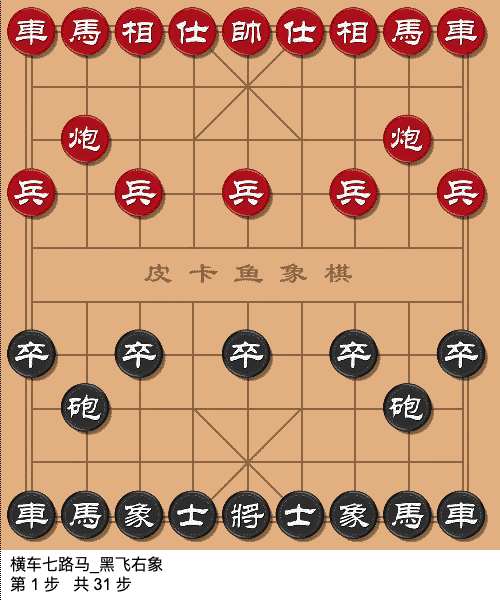 車馬相仕帥仕相馬車
炮炮
兵兵兵兵兵
皮卡鱼象棋
卒卒卒卒卒
砲砲
車馬象士將士象馬車
横车七路马_黑飞右象
第 1 步 共 31 步